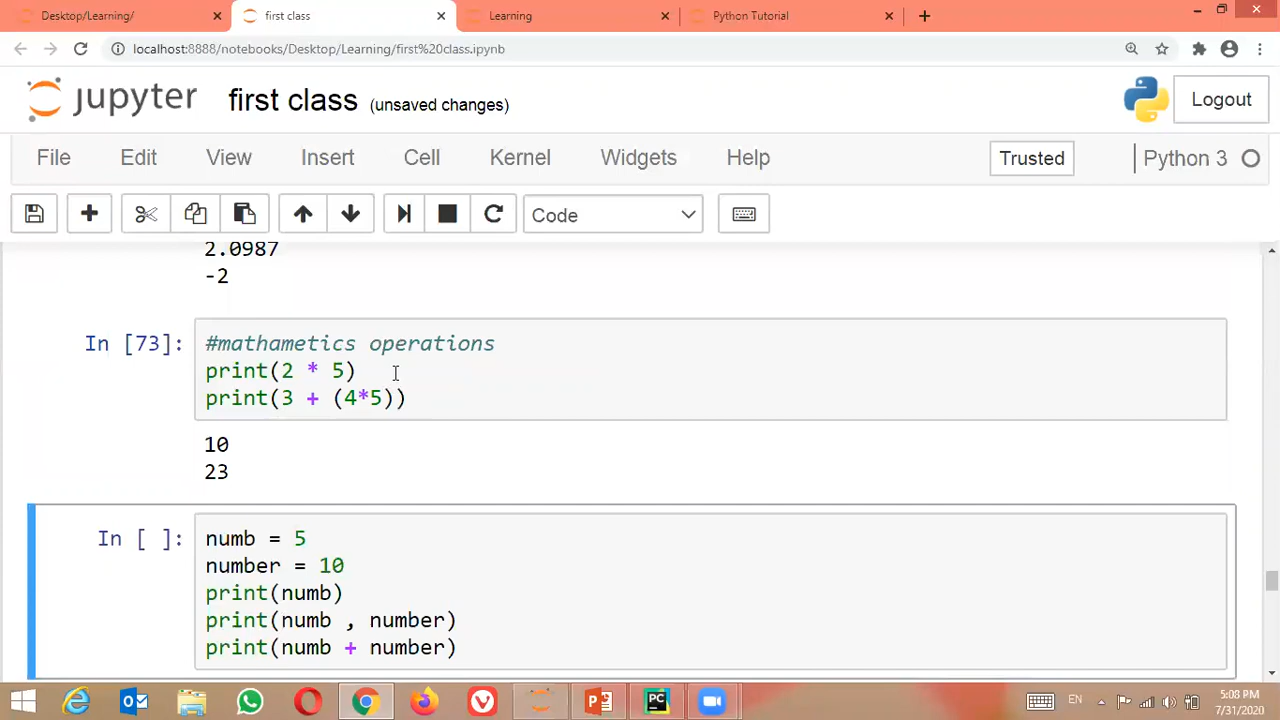 Desktop/Learning/
first class
Learning
Python Tutorial
localhost:8888/notebooks/Desktop/Learning/first%20class.ipynb
jupyter first class (unsaved changes)
Logout
File Edit View Insert Cell Kernel Widgets Help
Trusted
Python 3
Code
2.0987
-2
In [73]:
#mathametics operations
print(2 * 5)
print(3 + (4*5))
10
23
In [ ]:
numb = 5
number = 10
print(numb)
print(numb , number)
print(numb + number)
EN
5:08 PM
7/31/2020